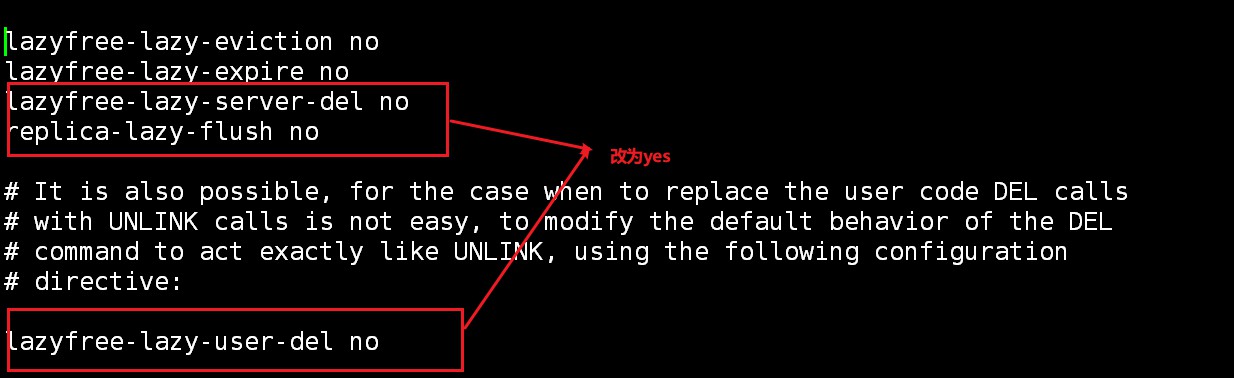 lazyfree-lazy-eviction no
lazyfree-lazy-expire no
lazyfree-lazy-server-del no
replica-lazy-flush no
改为yes
# It is also possible, for the case when to replace the user code DEL calls
# with UNLINK calls is not easy, to modify the default behavior of the DEL
# command to act exactly like UNLINK, using the following configuration
# directive:
lazyfree-lazy-user-del no